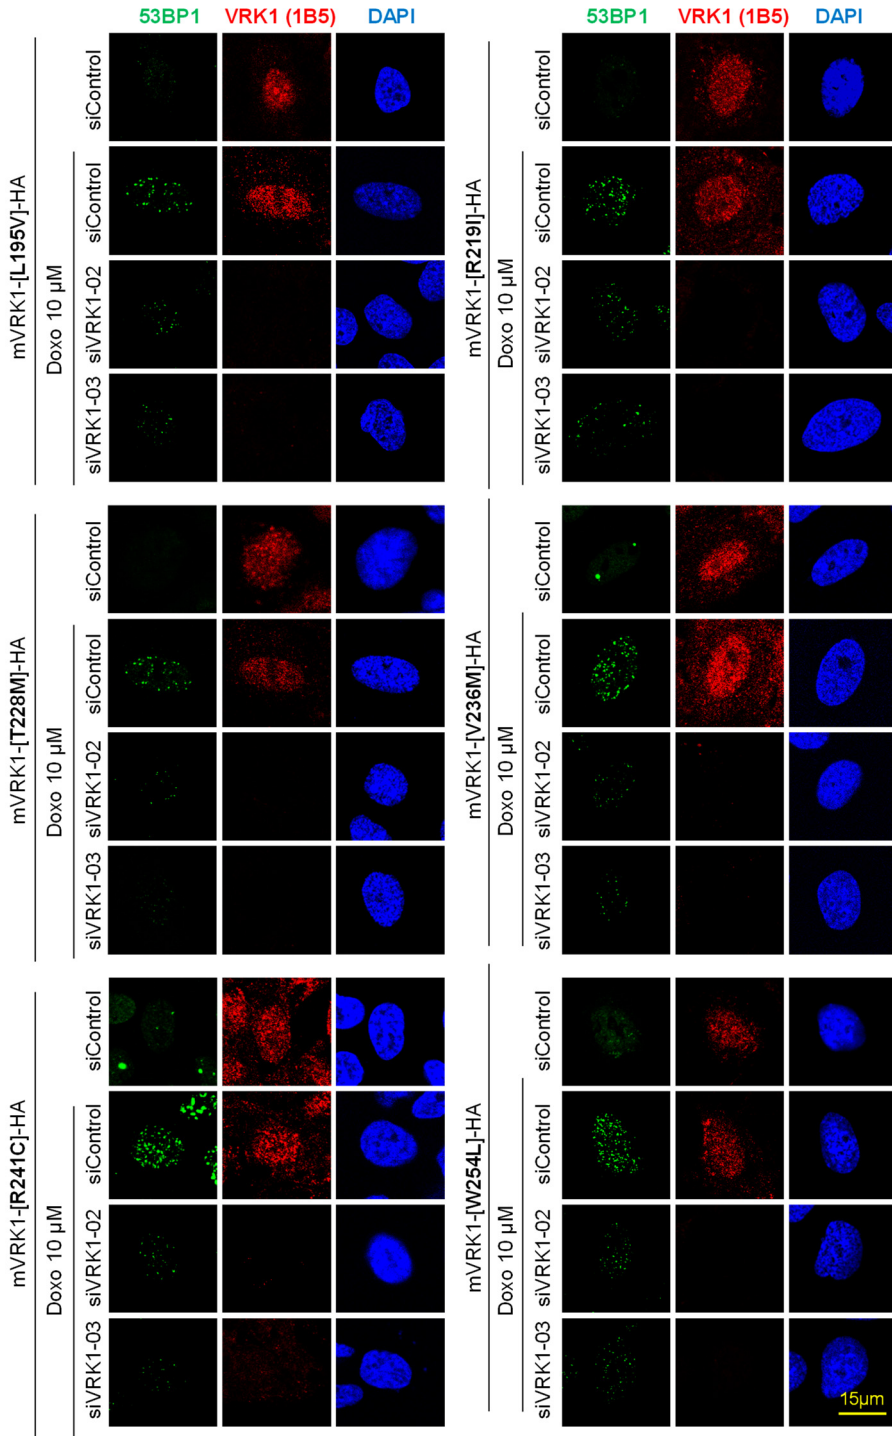 53BP1 VRK1 (1B5) DAPI
mVRK1-[L195V]-HA
Doxo 10 µM
siControl
siControl
siVRK1-02
siVRK1-03
53BP1 VRK1 (1B5) DAPI
mVRK1-[R219I]-HA
Doxo 10 µM
siControl
siControl
siVRK1-02
siVRK1-03
mVRK1-[T228M]-HA
Doxo 10 µM
siControl
siControl
siVRK1-02
siVRK1-03
mVRK1-[V236M]-HA
Doxo 10 µM
siControl
siControl
siVRK1-02
siVRK1-03
mVRK1-[R241C]-HA
Doxo 10 µM
siControl
siControl
siVRK1-02
siVRK1-03
mVRK1-[W254L]-HA
Doxo 10 µM
siControl
siControl
siVRK1-02
siVRK1-03
15µm